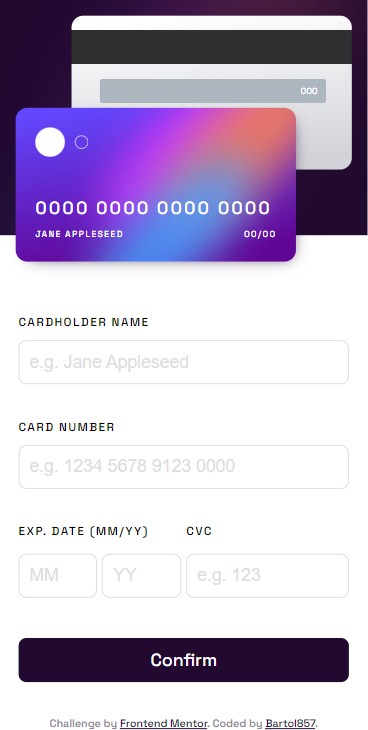 000
0000 0000 0000 0000
JANE APPLESEED 00/00
CARDHOLDER NAME
e.g. Jane Appleseed
CARD NUMBER
e.g. 1234 5678 9123 0000
EXP. DATE (MM/YY) CVC
MM YY e.g. 123
Confirm
Challenge by Frontend Mentor. Coded by Bartol857.